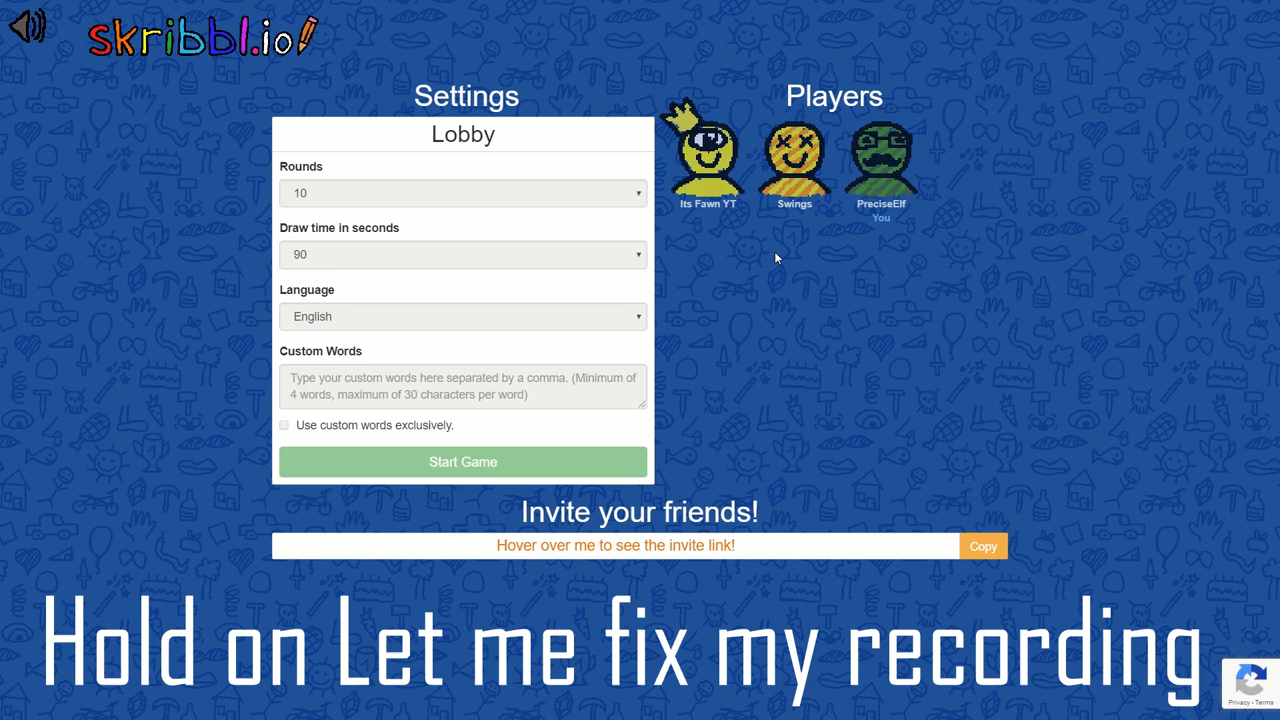 skribbl.io
Settings
Players
Lobby
Rounds
10
Draw time in seconds
90
Language
English
Custom Words
Type your custom words here separated by a comma. (Minimum of
4 words, maximum of 30 characters per word)
Use custom words exclusively.
Start Game
Its Fawn YT
Swings
PreciseElf
You
Invite your friends!
Hover over me to see the invite link!
Copy
Hold on Let me fix my recording
Privacy - Terms